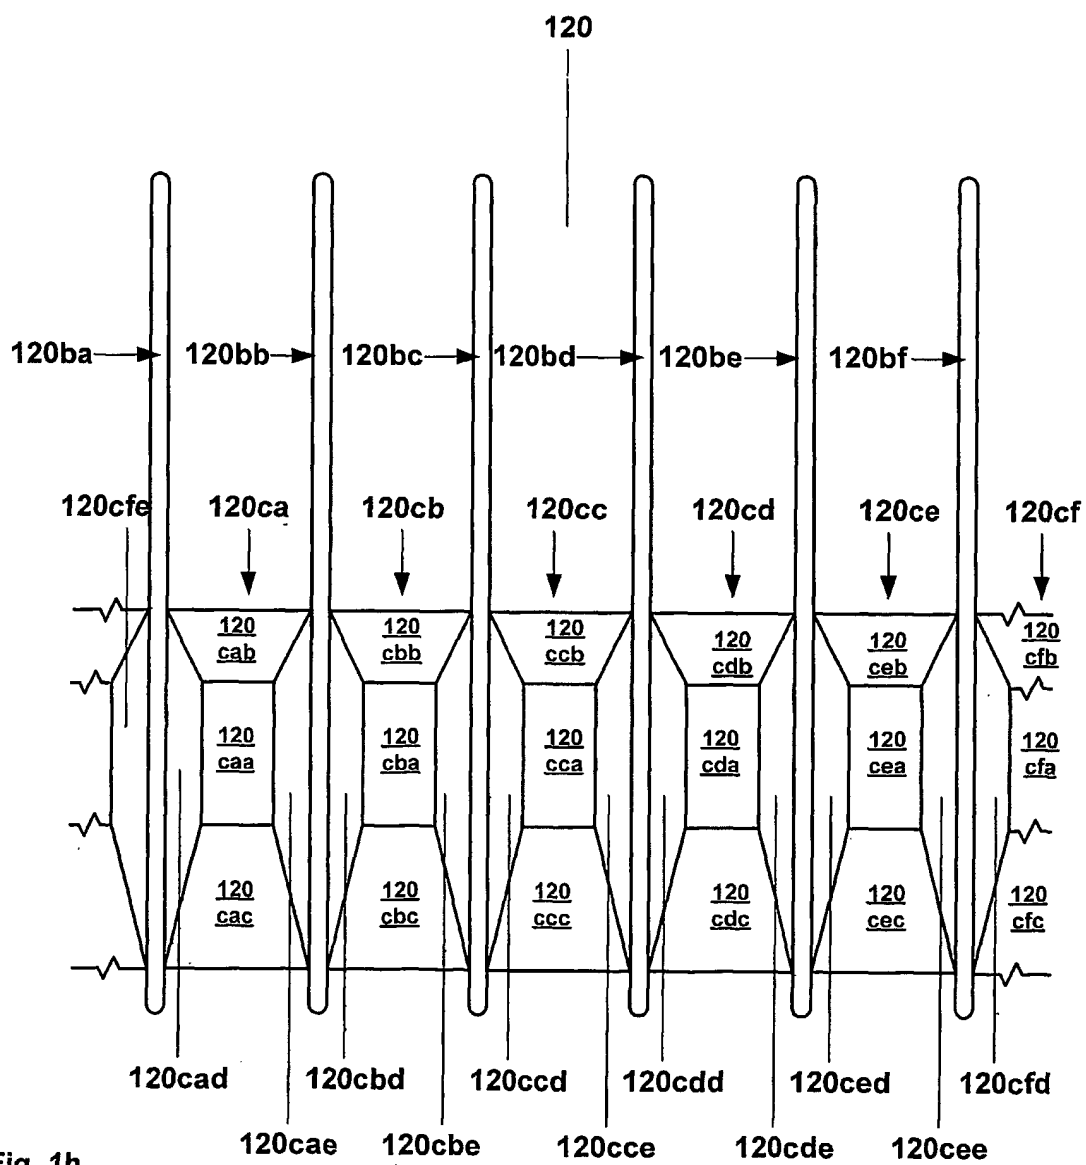 120
120ba 120bb 120bc 120bd 120be 120bf
120cfe 120ca 120cb 120cc 120cd 120ce 120cf
120 120 120 120 120 120
cab cbb ccb cdb ceb cfb
120 120 120 120 120 120
caa cba cca cda cea cfa
120 120 120 120 120 120
cac cbc ccc cdc cec cfc
120cad 120cbd 120ccd 120cdd 120ced 120cfd
120cae 120cbe 120cce 120cde 120cee
Fig. 1h